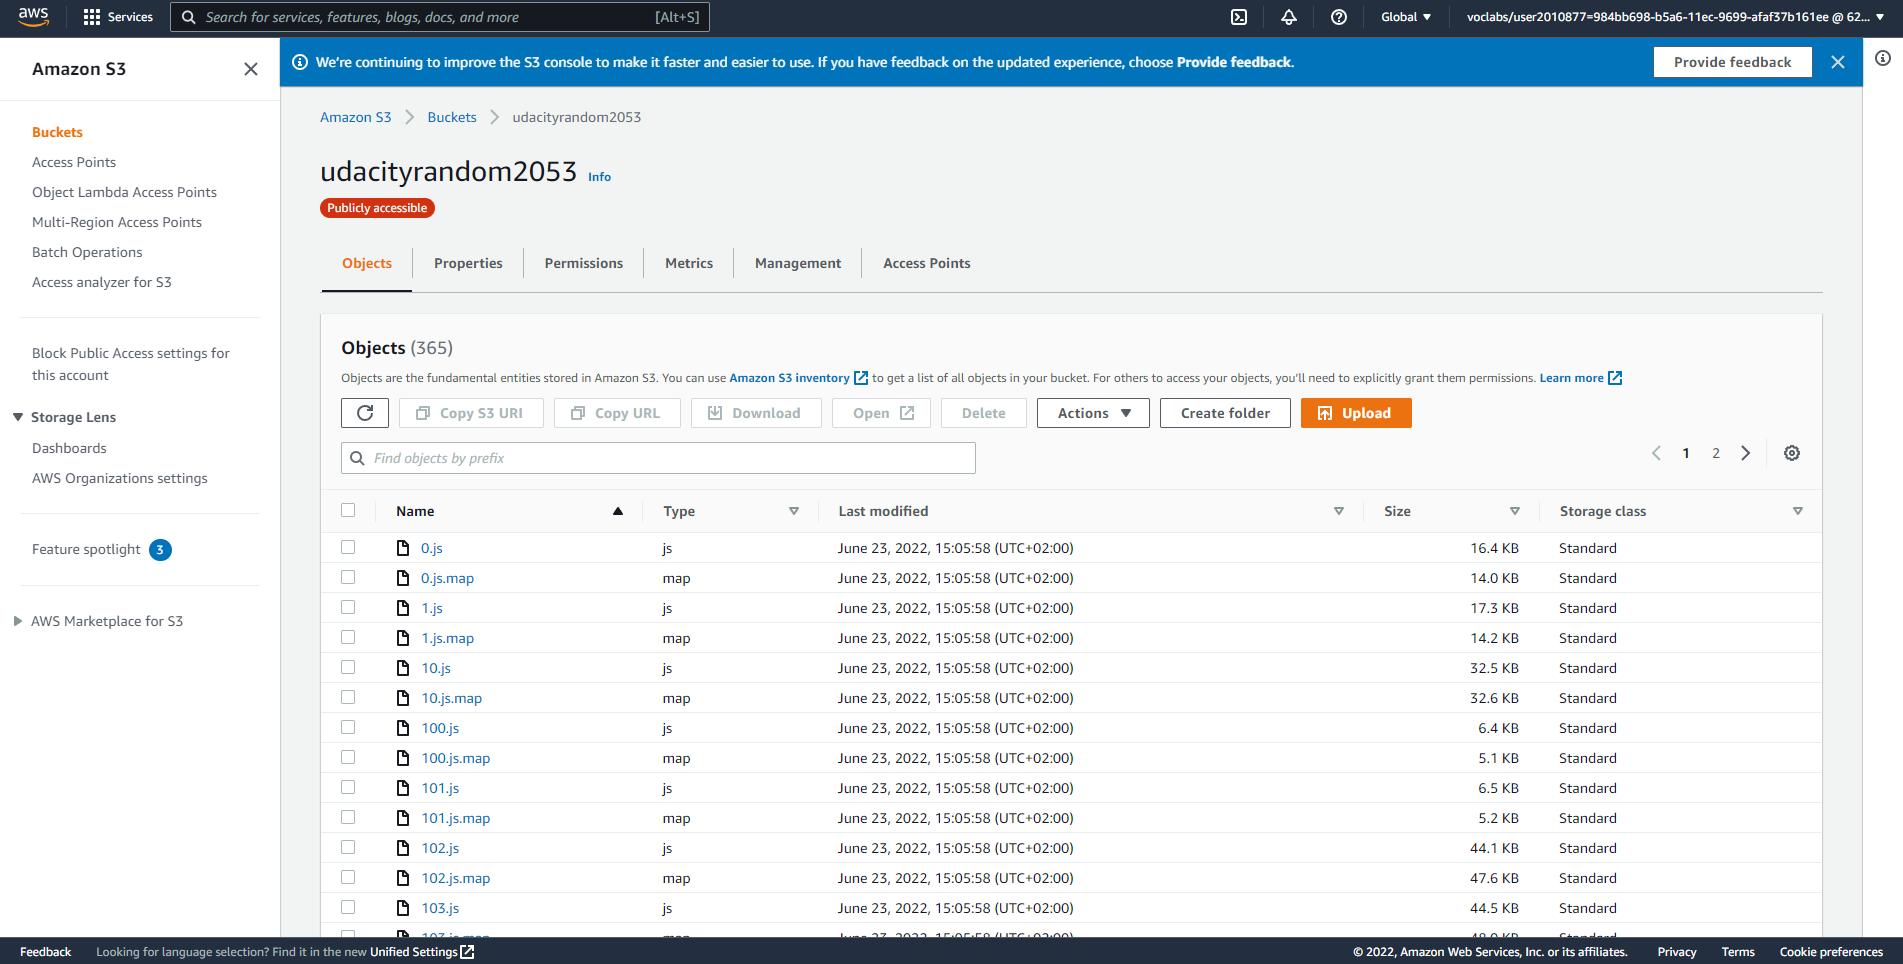 aws Services Search for services, features, blogs, docs, and more [Alt+S] Global ▼ voclabs/user2010877=984bb698-b5a6-11ec-9699-afaf37b161ee @ 62... ▼
Amazon S3
We're continuing to improve the S3 console to make it faster and easier to use. If you have feedback on the updated experience, choose Provide feedback. Provide feedback
Buckets
Access Points
Object Lambda Access Points
Multi-Region Access Points
Batch Operations
Access analyzer for S3
Block Public Access settings for
this account
Storage Lens
Dashboards
AWS Organizations settings
Feature spotlight 3
AWS Marketplace for S3
Amazon S3 > Buckets > udacityrandom2053
udacityrandom2053 Info
Publicly accessible
Objects Properties Permissions Metrics Management Access Points
Objects (365)
Objects are the fundamental entities stored in Amazon S3. You can use Amazon S3 inventory to get a list of all objects in your bucket. For others to access your objects, you'll need to explicitly grant them permissions. Learn more
Copy S3 URI Copy URL Download Open Delete Actions ▼ Create folder Upload
Find objects by prefix
1 2
Name Type Last modified Size Storage class
0.js js June 23, 2022, 15:05:58 (UTC+02:00) 16.4 KB Standard
0.js.map map June 23, 2022, 15:05:58 (UTC+02:00) 14.0 KB Standard
1.js js June 23, 2022, 15:05:58 (UTC+02:00) 17.3 KB Standard
1.js.map map June 23, 2022, 15:05:58 (UTC+02:00) 14.2 KB Standard
10.js js June 23, 2022, 15:05:58 (UTC+02:00) 32.5 KB Standard
10.js.map map June 23, 2022, 15:05:58 (UTC+02:00) 32.6 KB Standard
100.js js June 23, 2022, 15:05:58 (UTC+02:00) 6.4 KB Standard
100.js.map map June 23, 2022, 15:05:58 (UTC+02:00) 5.1 KB Standard
101.js js June 23, 2022, 15:05:58 (UTC+02:00) 6.5 KB Standard
101.js.map map June 23, 2022, 15:05:58 (UTC+02:00) 5.2 KB Standard
102.js js June 23, 2022, 15:05:58 (UTC+02:00) 44.1 KB Standard
102.js.map map June 23, 2022, 15:05:58 (UTC+02:00) 47.6 KB Standard
103.js js June 23, 2022, 15:05:58 (UTC+02:00) 44.5 KB Standard
Feedback Looking for language selection? Find it in the new Unified Settings © 2022, Amazon Web Services, Inc. or its affiliates. Privacy Terms Cookie preferences